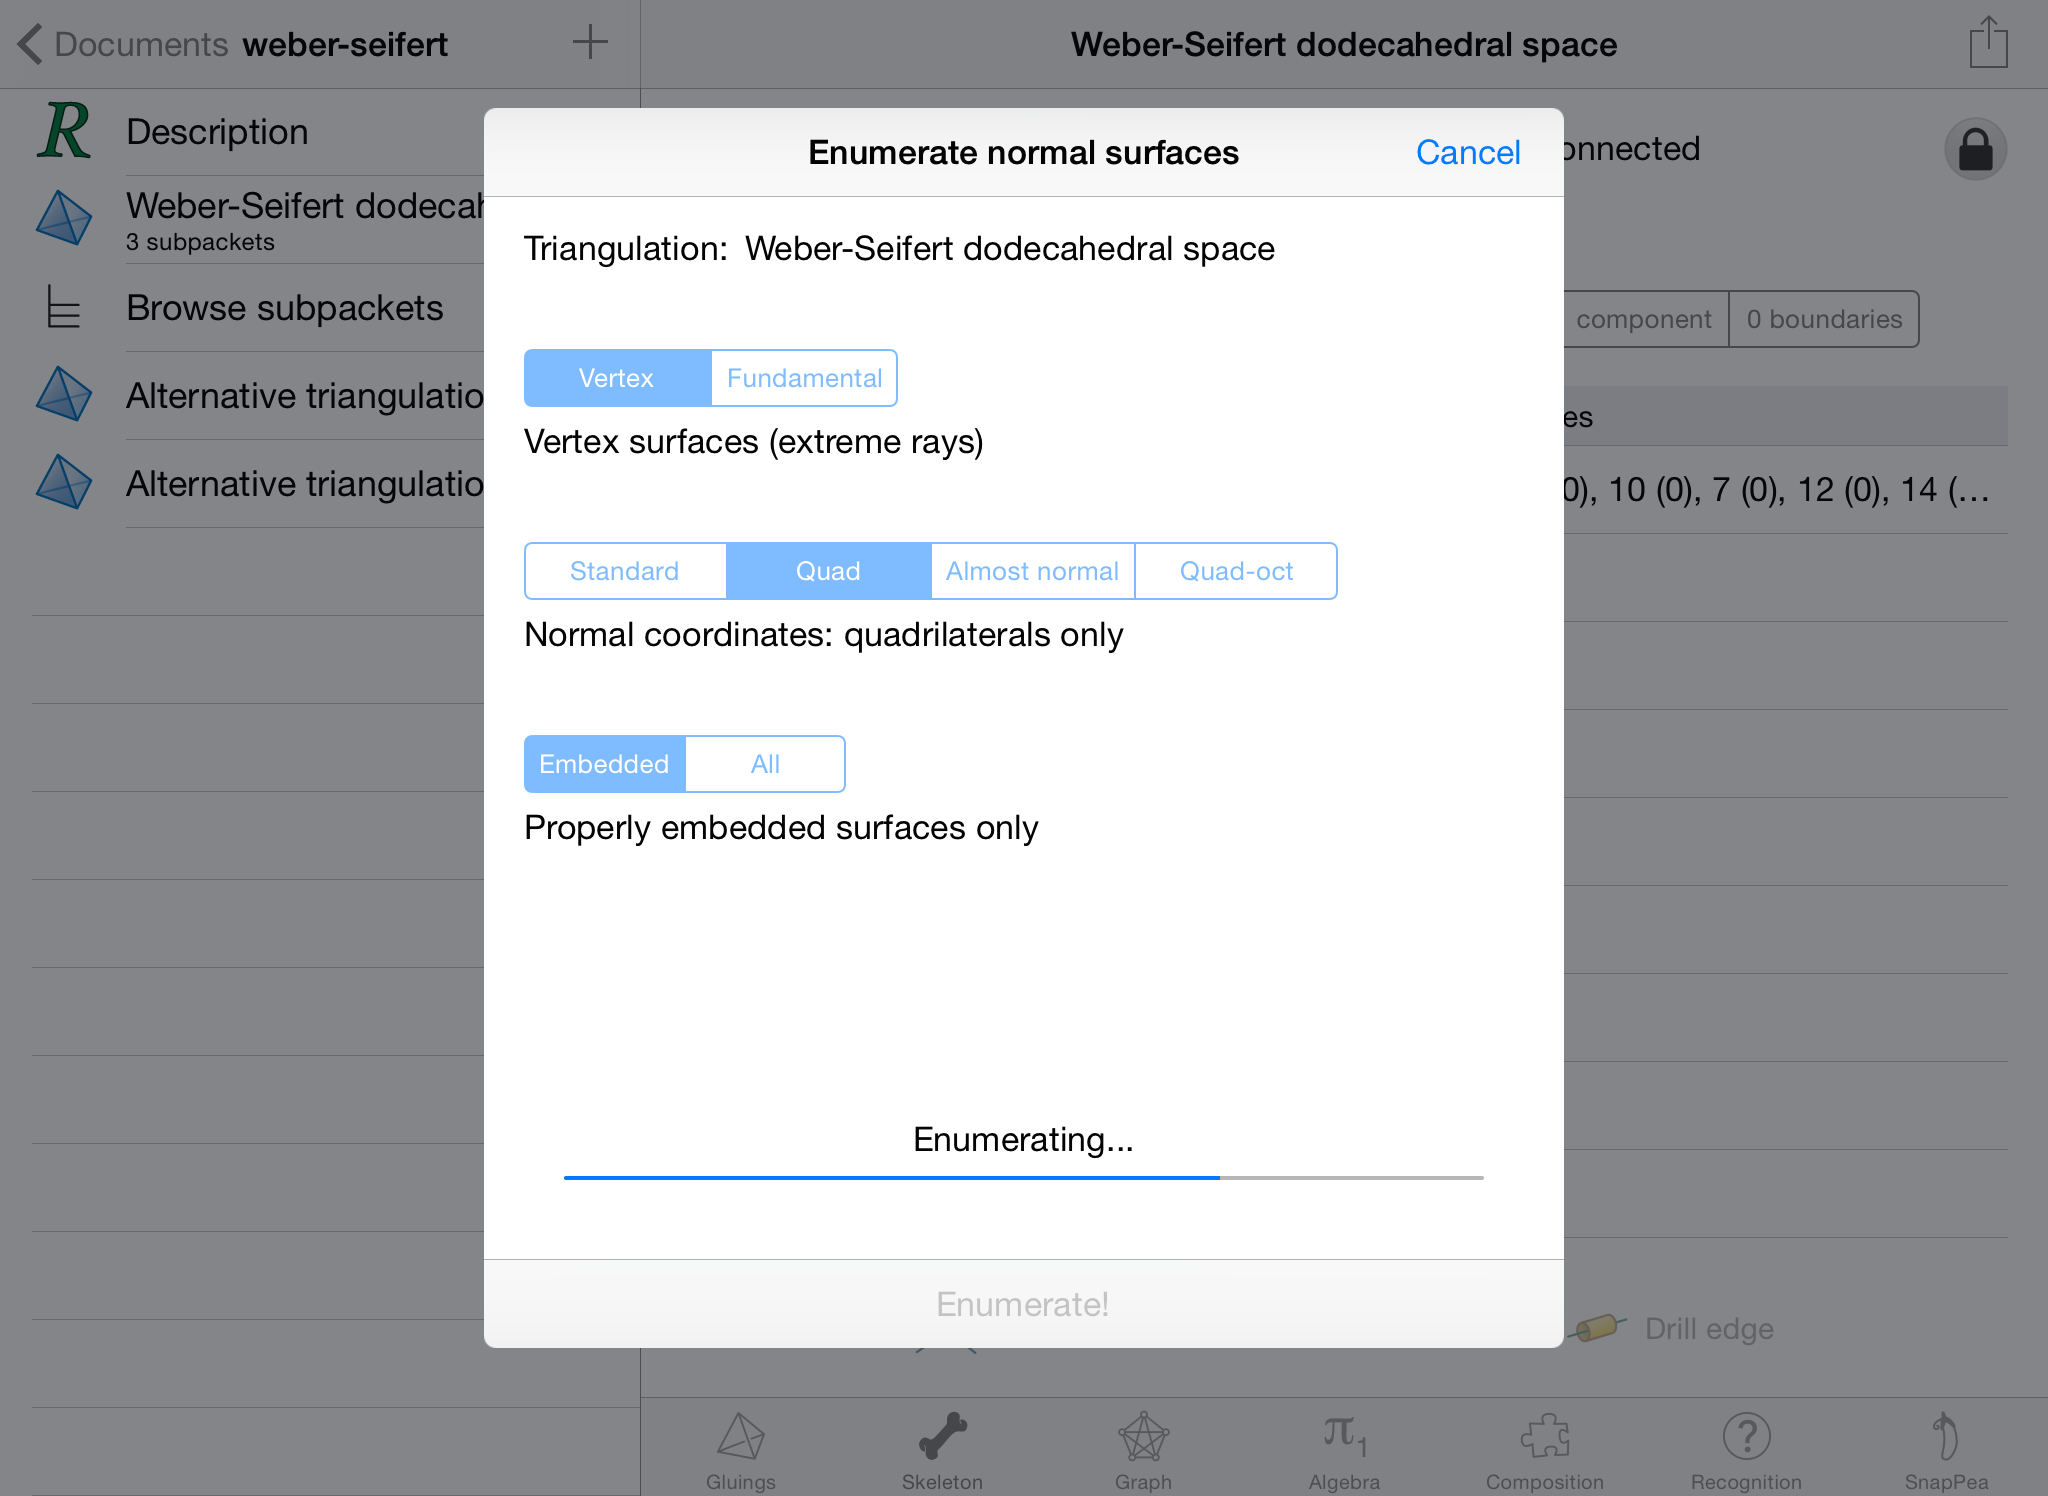 Documents weber-seifert
Weber-Seifert dodecahedral space
Description
Weber-Seifert dodecah
3 subpackets
Browse subpackets
Alternative triangulatio
Alternative triangulatio
Enumerate normal surfaces
Cancel
Triangulation: Weber-Seifert dodecahedral space
Vertex
Fundamental
Vertex surfaces (extreme rays)
Standard
Quad
Almost normal
Quad-oct
Normal coordinates: quadrilaterals only
Embedded
All
Properly embedded surfaces only
Enumerating...
Enumerate!
onnected
component
0 boundaries
es
0), 10 (0), 7 (0), 12 (0), 14 (...
Drill edge
π1
?
Gluings
Skeleton
Graph
Algebra
Composition
Recognition
SnapPea